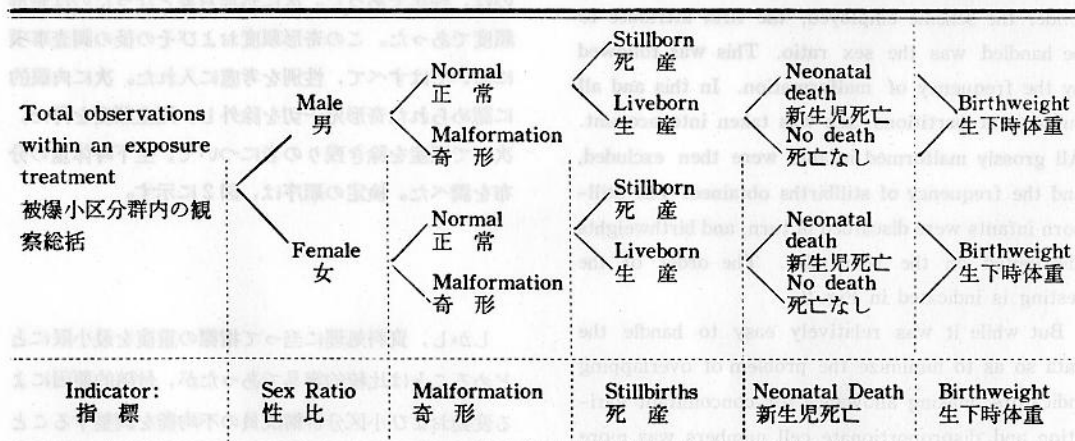 Total observations
within an exposure
treatment
被爆小区分群内の観
察総括
Male
男
Female
女
Normal
正 常
Malformation
奇 形
Normal
正 常
Malformation
奇 形
Stillborn
死 産
Liveborn
生 産
Stillborn
死 産
Liveborn
生 産
Neonatal
death
新生児死亡
No death
死亡なし
Neonatal
death
新生児死亡
No death
死亡なし
Birthweight
生下時体重
Birthweight
生下時体重
Indicator:
指 標
Sex Ratio
性 比
Malformation
奇 形
Stillbirths
死 産
Neonatal Death
新生児死亡
Birthweight
生下時体重